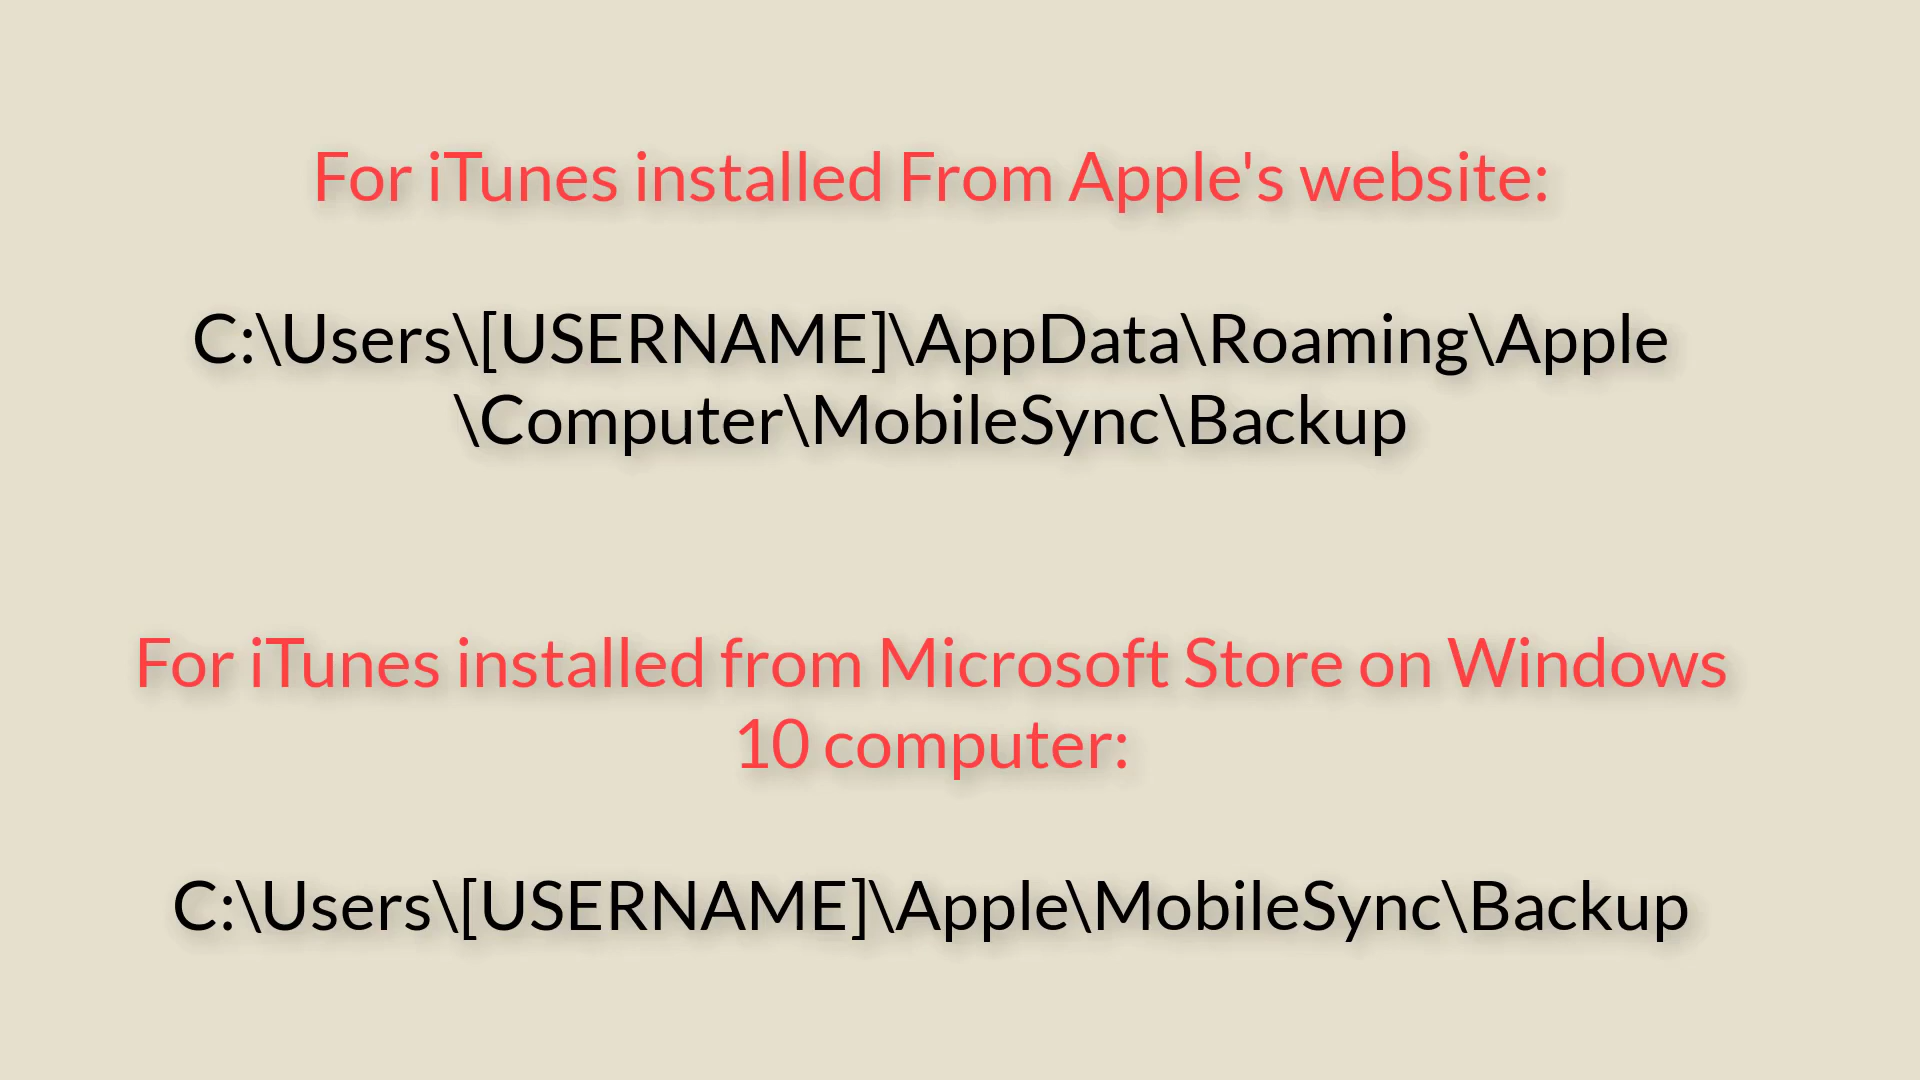 For iTunes installed From Apple's website:
C:\Users\[USERNAME]\AppData\Roaming\Apple
\Computer\MobileSync\Backup
For iTunes installed from Microsoft Store on Windows
10 computer:
C:\Users\[USERNAME]\Apple\MobileSync\Backup